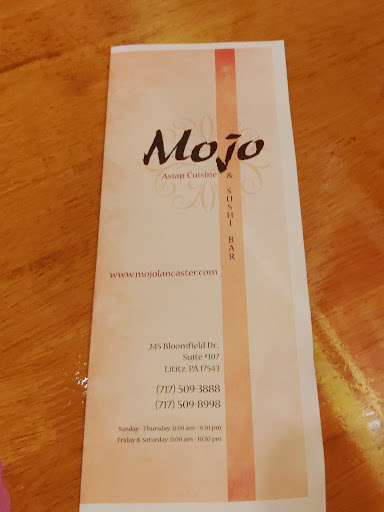 Mojo
Asian Cuisine
& SUSHI BAR
www.mojolancaster.com
245 Bloomfield Dr.
Suite #107
Lititz, PA 17543
(717) 509-3888
(717) 509-8998
Sunday - Thursday: 11:00 am - 9:30 pm
Friday & Saturday: 11:00 am - 10:30 pm